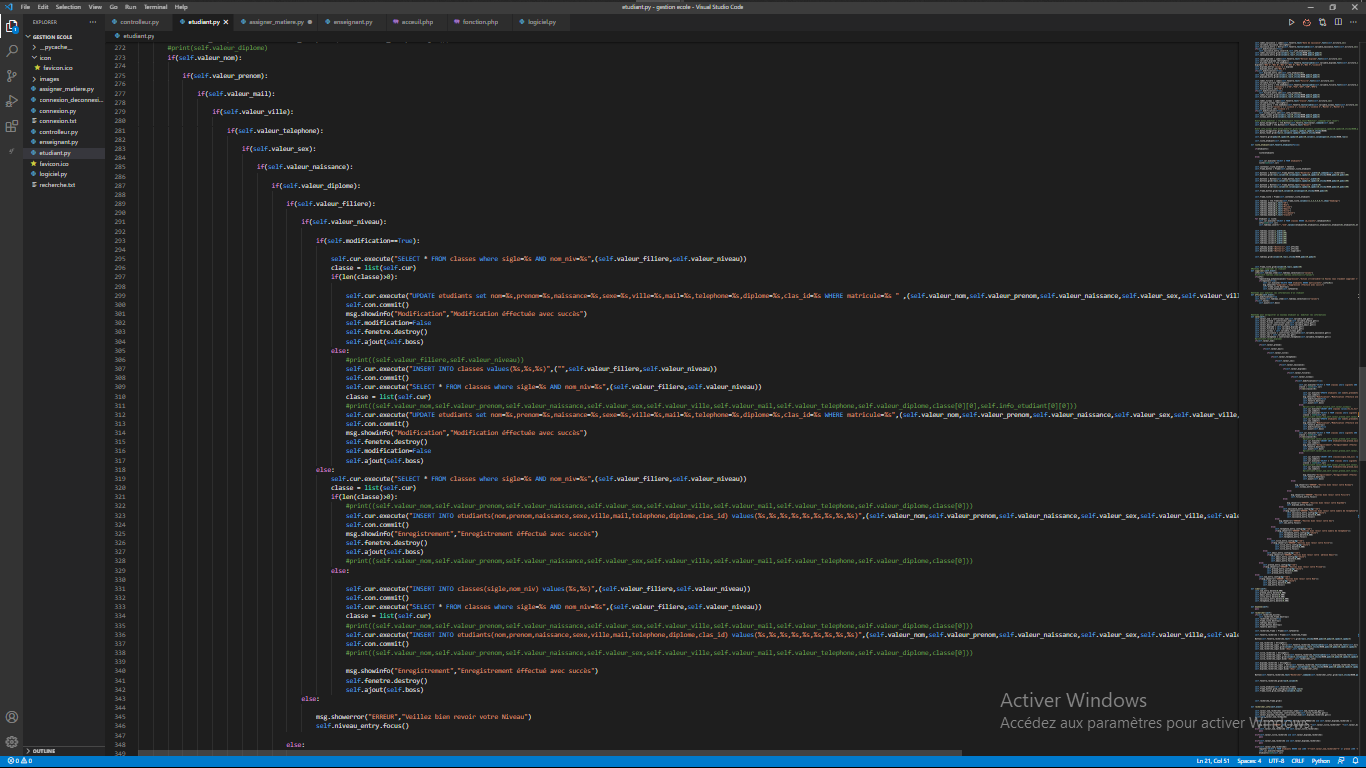 File Edit Selection View Go Run Terminal Help
etudiant.py - gestion ecole - Visual Studio Code
EXPLORER
controlleur.py
etudiant.py
assigner_matiere.py
enseignant.py
acceuil.php
fonction.php
logiciel.py
GESTION ECOLE
__pycache__
icon
favicon.ico
images
assigner_matiere.py
connexion_deconnexi...
connexion.py
connexion.txt
controlleur.py
enseignant.py
etudiant.py
favicon.ico
logiciel.py
recherche.txt
OUTLINE
etudiant.py
272 #print(self.valeur_diplome)
273 if(self.valeur_nom):
274
275 if(self.valeur_prenom):
276
277 if(self.valeur_mail):
278
279 if(self.valeur_ville):
280
281 if(self.valeur_telephone):
282
283 if(self.valeur_sex):
284
285 if(self.valeur_naissance):
286
287 if(self.valeur_diplome):
288
289 if(self.valeur_filiere):
290
291 if(self.valeur_niveau):
292
293 if(self.modification==True):
294
295 self.cur.execute("SELECT * FROM classes where sigle=%s AND nom_niv=%s",(self.valeur_filiere,self.valeur_niveau))
296 classe = list(self.cur)
297 if(len(classe)>0):
298
299 self.cur.execute("UPDATE etudiants set nom=%s,prenom=%s,naissance=%s,sexe=%s,ville=%s,mail=%s,telephone=%s,diplome=%s,clas_id=%s WHERE matricule=%s " ,(self.valeur_nom,self.valeur_prenom,self.valeur_naissance,self.valeur_sex,self.valeur_vil
300 self.con.commit()
301 msg.showinfo("Modification","Modification éffectuée avec succès")
302 self.modification=False
303 self.fenetre.destroy()
304 self.ajout(self.boss)
305 else:
306 #print((self.valeur_filiere,self.valeur_niveau))
307 self.cur.execute("INSERT INTO classes values(%s,%s,%s)",("",self.valeur_filiere,self.valeur_niveau))
308 self.con.commit()
309 self.cur.execute("SELECT * FROM classes where sigle=%s AND nom_niv=%s",(self.valeur_filiere,self.valeur_niveau))
310 classe = list(self.cur)
311 #print((self.valeur_nom,self.valeur_prenom,self.valeur_naissance,self.valeur_sex,self.valeur_ville,self.valeur_mail,self.valeur_telephone,self.valeur_diplome,classe[0][0],self.info_etudiant[0][0]))
312 self.cur.execute("UPDATE etudiants set nom=%s,prenom=%s,naissance=%s,sexe=%s,ville=%s,mail=%s,telephone=%s,diplome=%s,clas_id=%s WHERE matricule=%s",(self.valeur_nom,self.valeur_prenom,self.valeur_naissance,self.valeur_sex,self.valeur_ville,
313 self.con.commit()
314 msg.showinfo("Modification","Modification éffectuée avec succès")
315 self.fenetre.destroy()
316 self.modification=False
317 self.ajout(self.boss)
318 else:
319 self.cur.execute("SELECT * FROM classes where sigle=%s AND nom_niv=%s",(self.valeur_filiere,self.valeur_niveau))
320 classe = list(self.cur)
321 if(len(classe)>0):
322 #print((self.valeur_nom,self.valeur_prenom,self.valeur_naissance,self.valeur_sex,self.valeur_ville,self.valeur_mail,self.valeur_telephone,self.valeur_diplome,classe[0]))
323 self.cur.execute("INSERT INTO etudiants(nom,prenom,naissance,sexe,ville,mail,telephone,diplome,clas_id) values(%s,%s,%s,%s,%s,%s,%s,%s,%s)",(self.valeur_nom,self.valeur_prenom,self.valeur_naissance,self.valeur_sex,self.valeur_ville,self.vale
324 self.con.commit()
325 msg.showinfo("Enregistrement","Enregistrement éffectué avec succès")
326 self.fenetre.destroy()
327 self.ajout(self.boss)
328 #print((self.valeur_nom,self.valeur_prenom,self.valeur_naissance,self.valeur_sex,self.valeur_ville,self.valeur_mail,self.valeur_telephone,self.valeur_diplome,classe[0]))
329 else:
330
331 self.cur.execute("INSERT INTO classes(sigle,nom_niv) values(%s,%s)",(self.valeur_filiere,self.valeur_niveau))
332 self.con.commit()
333 self.cur.execute("SELECT * FROM classes where sigle=%s AND nom_niv=%s",(self.valeur_filiere,self.valeur_niveau))
334 classe = list(self.cur)
335 #print((self.valeur_nom,self.valeur_prenom,self.valeur_naissance,self.valeur_sex,self.valeur_ville,self.valeur_mail,self.valeur_telephone,self.valeur_diplome,classe[0]))
336 self.cur.execute("INSERT INTO etudiants(nom,prenom,naissance,sexe,ville,mail,telephone,diplome,clas_id) values(%s,%s,%s,%s,%s,%s,%s,%s,%s)",(self.valeur_nom,self.valeur_prenom,self.valeur_naissance,self.valeur_sex,self.valeur_ville,self.vale
337 self.con.commit()
338 #print((self.valeur_nom,self.valeur_prenom,self.valeur_naissance,self.valeur_sex,self.valeur_ville,self.valeur_mail,self.valeur_telephone,self.valeur_diplome,classe[0]))
339
340 msg.showinfo("Enregistrement","Enregistrement éffectué avec succès")
341 self.fenetre.destroy()
342 self.ajout(self.boss)
343 else:
344
345 msg.showerror("ERREUR","Veillez bien revoir votre Niveau")
346 self.niveau_entry.focus()
347
348 else:
349
Activer Windows
Accédez aux paramètres pour activer Windows.
0 0
Ln 21, Col 51 Spaces: 4 UTF-8 CRLF Python